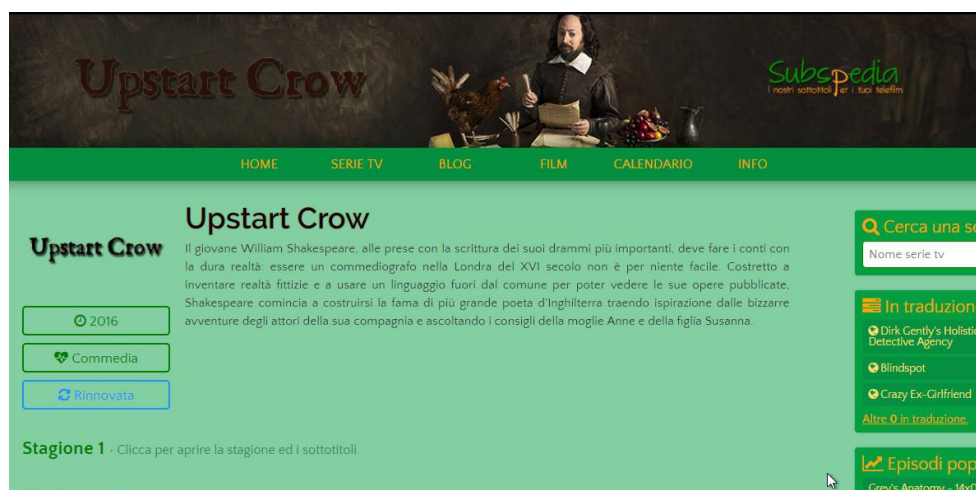 Upstart Crow
Subspedia
I nostri sottotitoli per i tuoi telefilm
HOME SERIE TV BLOG FILM CALENDARIO INFO
Upstart Crow
Upstart Crow
Il giovane William Shakespeare, alle prese con la scrittura dei suoi drammi più importanti, deve fare i conti con
la dura realtà: essere un commediografo nella Londra del XVI secolo non è per niente facile. Costretto a
inventare realtà fittizie e a usare un linguaggio fuori dal comune per poter vedere le sue opere pubblicate,
Shakespeare comincia a costruirsi la fama di più grande poeta d'Inghilterra traendo ispirazione dalle bizzarre
avventure degli attori della sua compagnia e ascoltando i consigli della moglie Anne e della figlia Susanna.
2016
Commedia
Rinnovata
Stagione 1 · Clicca per aprire la stagione ed i sottotitoli
Cerca una se
Nome serie tv
In traduzion
Dirk Gently's Holistic
Detective Agency
Blindspot
Crazy Ex-Girlfriend
Altre 0 in traduzione.
Episodi pop
Grey's Anatomy - 14x0